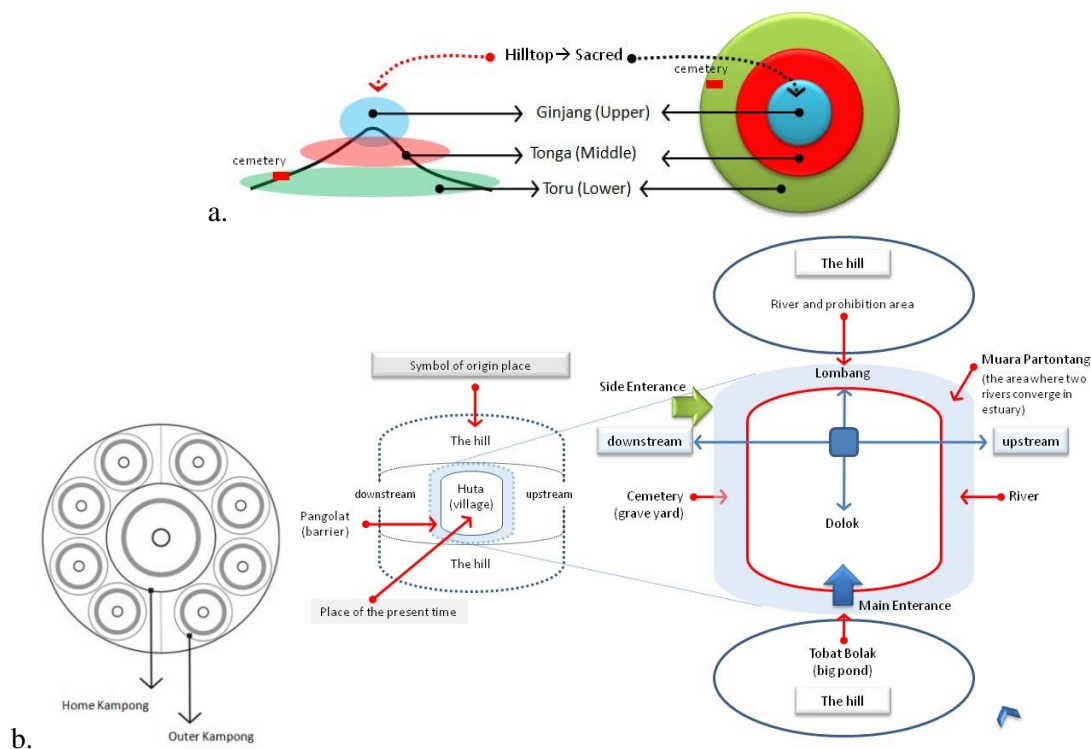 Hilltop → Sacred
cemetery
Ginjang (Upper)
Tonga (Middle)
cemetery
Toru (Lower)
a.
The hill
River and prohibition area
Symbol of origin place
Lombang
Muara Partontang
(the area where two
rivers converge in
estuary)
Side Enterance
The hill
downstream
upstream
downstream
Huta
(village)
upstream
Cemetery
(grave yard)
River
Pangolat
(barrier)
Dolok
The hill
Place of the present time
Main Enterance
Tobat Bolak
(big pond)
The hill
Home Kampong
Outer Kampong
b.